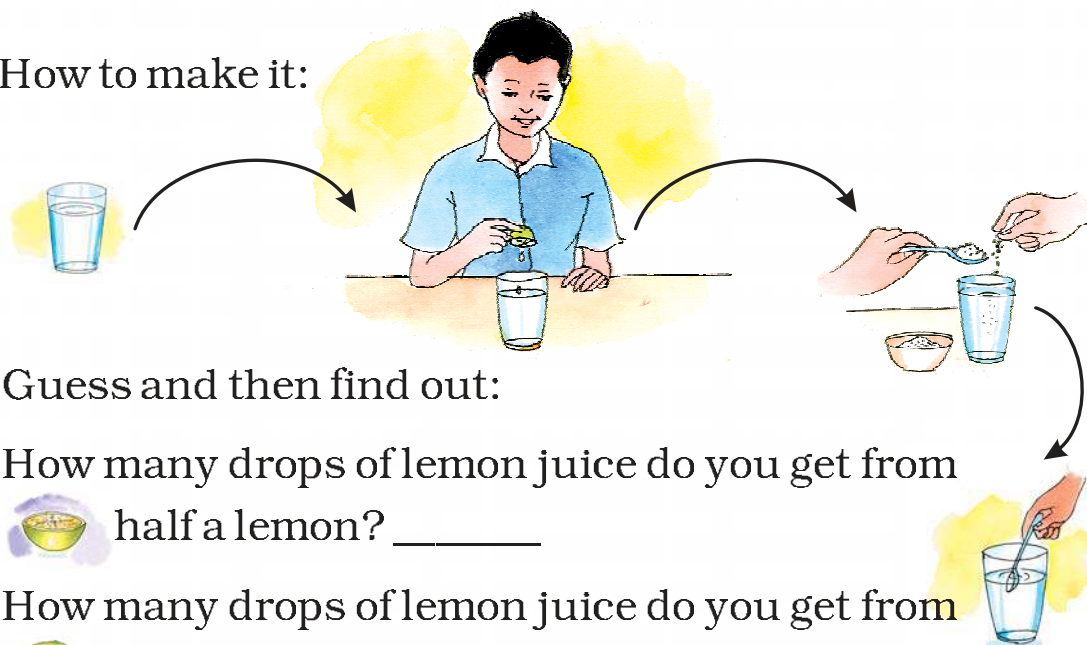 How to make it:
Guess and then find out:
How many drops of lemon juice do you get from
half a lemon? _______
How many drops of lemon juice do you get from